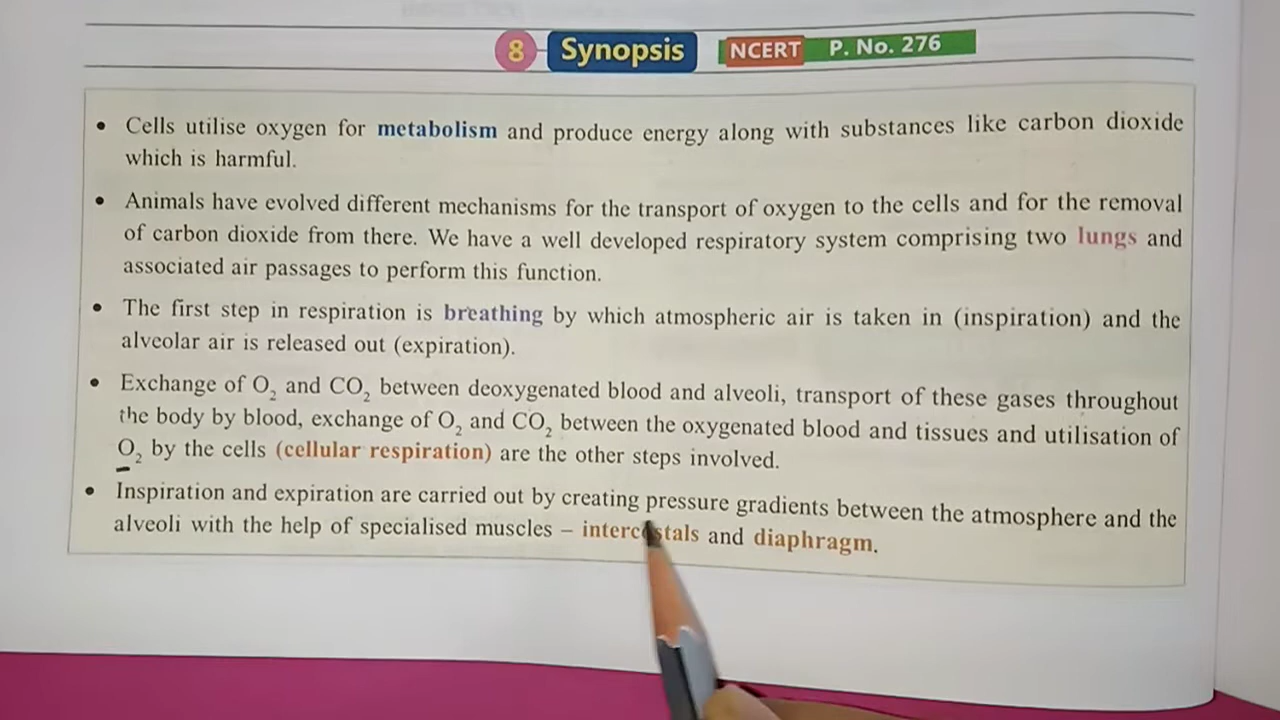 8 Synopsis NCERT P. No. 276
• Cells utilise oxygen for metabolism and produce energy along with substances like carbon dioxide
which is harmful.
• Animals have evolved different mechanisms for the transport of oxygen to the cells and for the removal
of carbon dioxide from there. We have a well developed respiratory system comprising two lungs and
associated air passages to perform this function.
• The first step in respiration is breathing by which atmospheric air is taken in (inspiration) and the
alveolar air is released out (expiration).
• Exchange of O₂ and CO₂ between deoxygenated blood and alveoli, transport of these gases throughout
the body by blood, exchange of O₂ and CO₂ between the oxygenated blood and tissues and utilisation of
O₂ by the cells (cellular respiration) are the other steps involved.
• Inspiration and expiration are carried out by creating pressure gradients between the atmosphere and the
alveoli with the help of specialised muscles – intercostals and diaphragm.